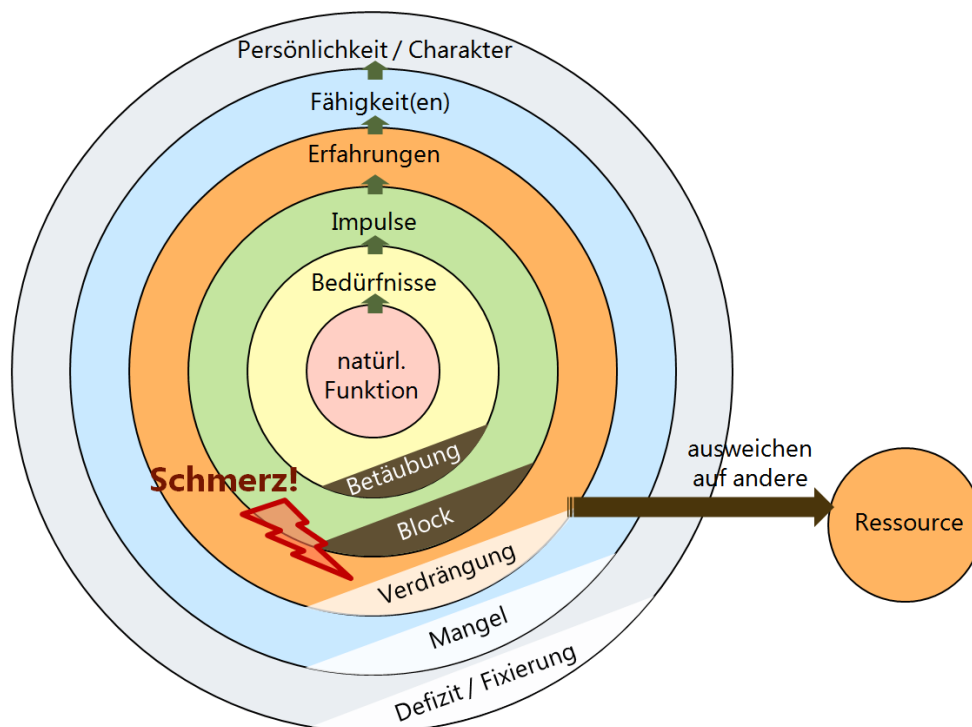 Persönlichkeit / Charakter
Fähigkeit(en)
Erfahrungen
Impulse
Bedürfnisse
natürl.
Funktion
Betäubung
Schmerz!
Block
Verdrängung
Mangel
Defizit / Fixierung
ausweichen
auf andere
Ressource